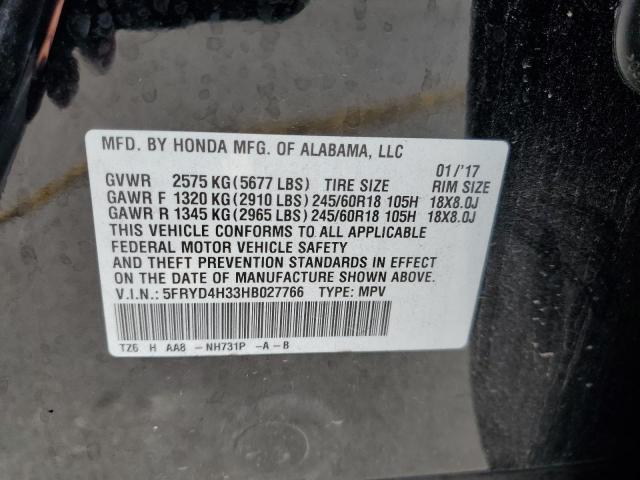 MFD. BY HONDA MFG. OF ALABAMA, LLC
01/'17
GVWR 2575 KG (5677 LBS) TIRE SIZE RIM SIZE
GAWR F 1320 KG (2910 LBS) 245/60R18 105H 18X8.0J
GAWR R 1345 KG (2965 LBS) 245/60R18 105H 18X8.0J
THIS VEHICLE CONFORMS TO ALL APPLICABLE
FEDERAL MOTOR VEHICLE SAFETY
AND THEFT PREVENTION STANDARDS IN EFFECT
ON THE DATE OF MANUFACTURE SHOWN ABOVE.
V.I.N.: 5FRYD4H33HB027766 TYPE: MPV
TZ6 H AA8 -NH731P -A-B